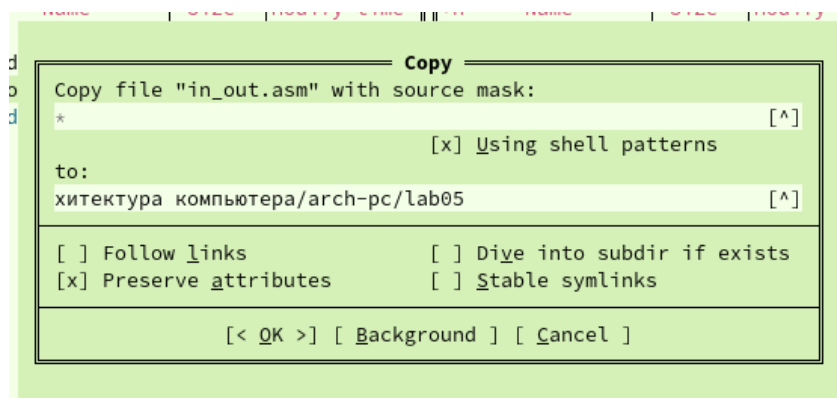 Copy
Copy file "in_out.asm" with source mask:
* [^]
[x] Using shell patterns
to:
хитектура компьютера/arch-pc/lab05 [^]
[ ] Follow links [ ] Dive into subdir if exists
[x] Preserve attributes [ ] Stable symlinks
[< OK >] [ Background ] [ Cancel ]